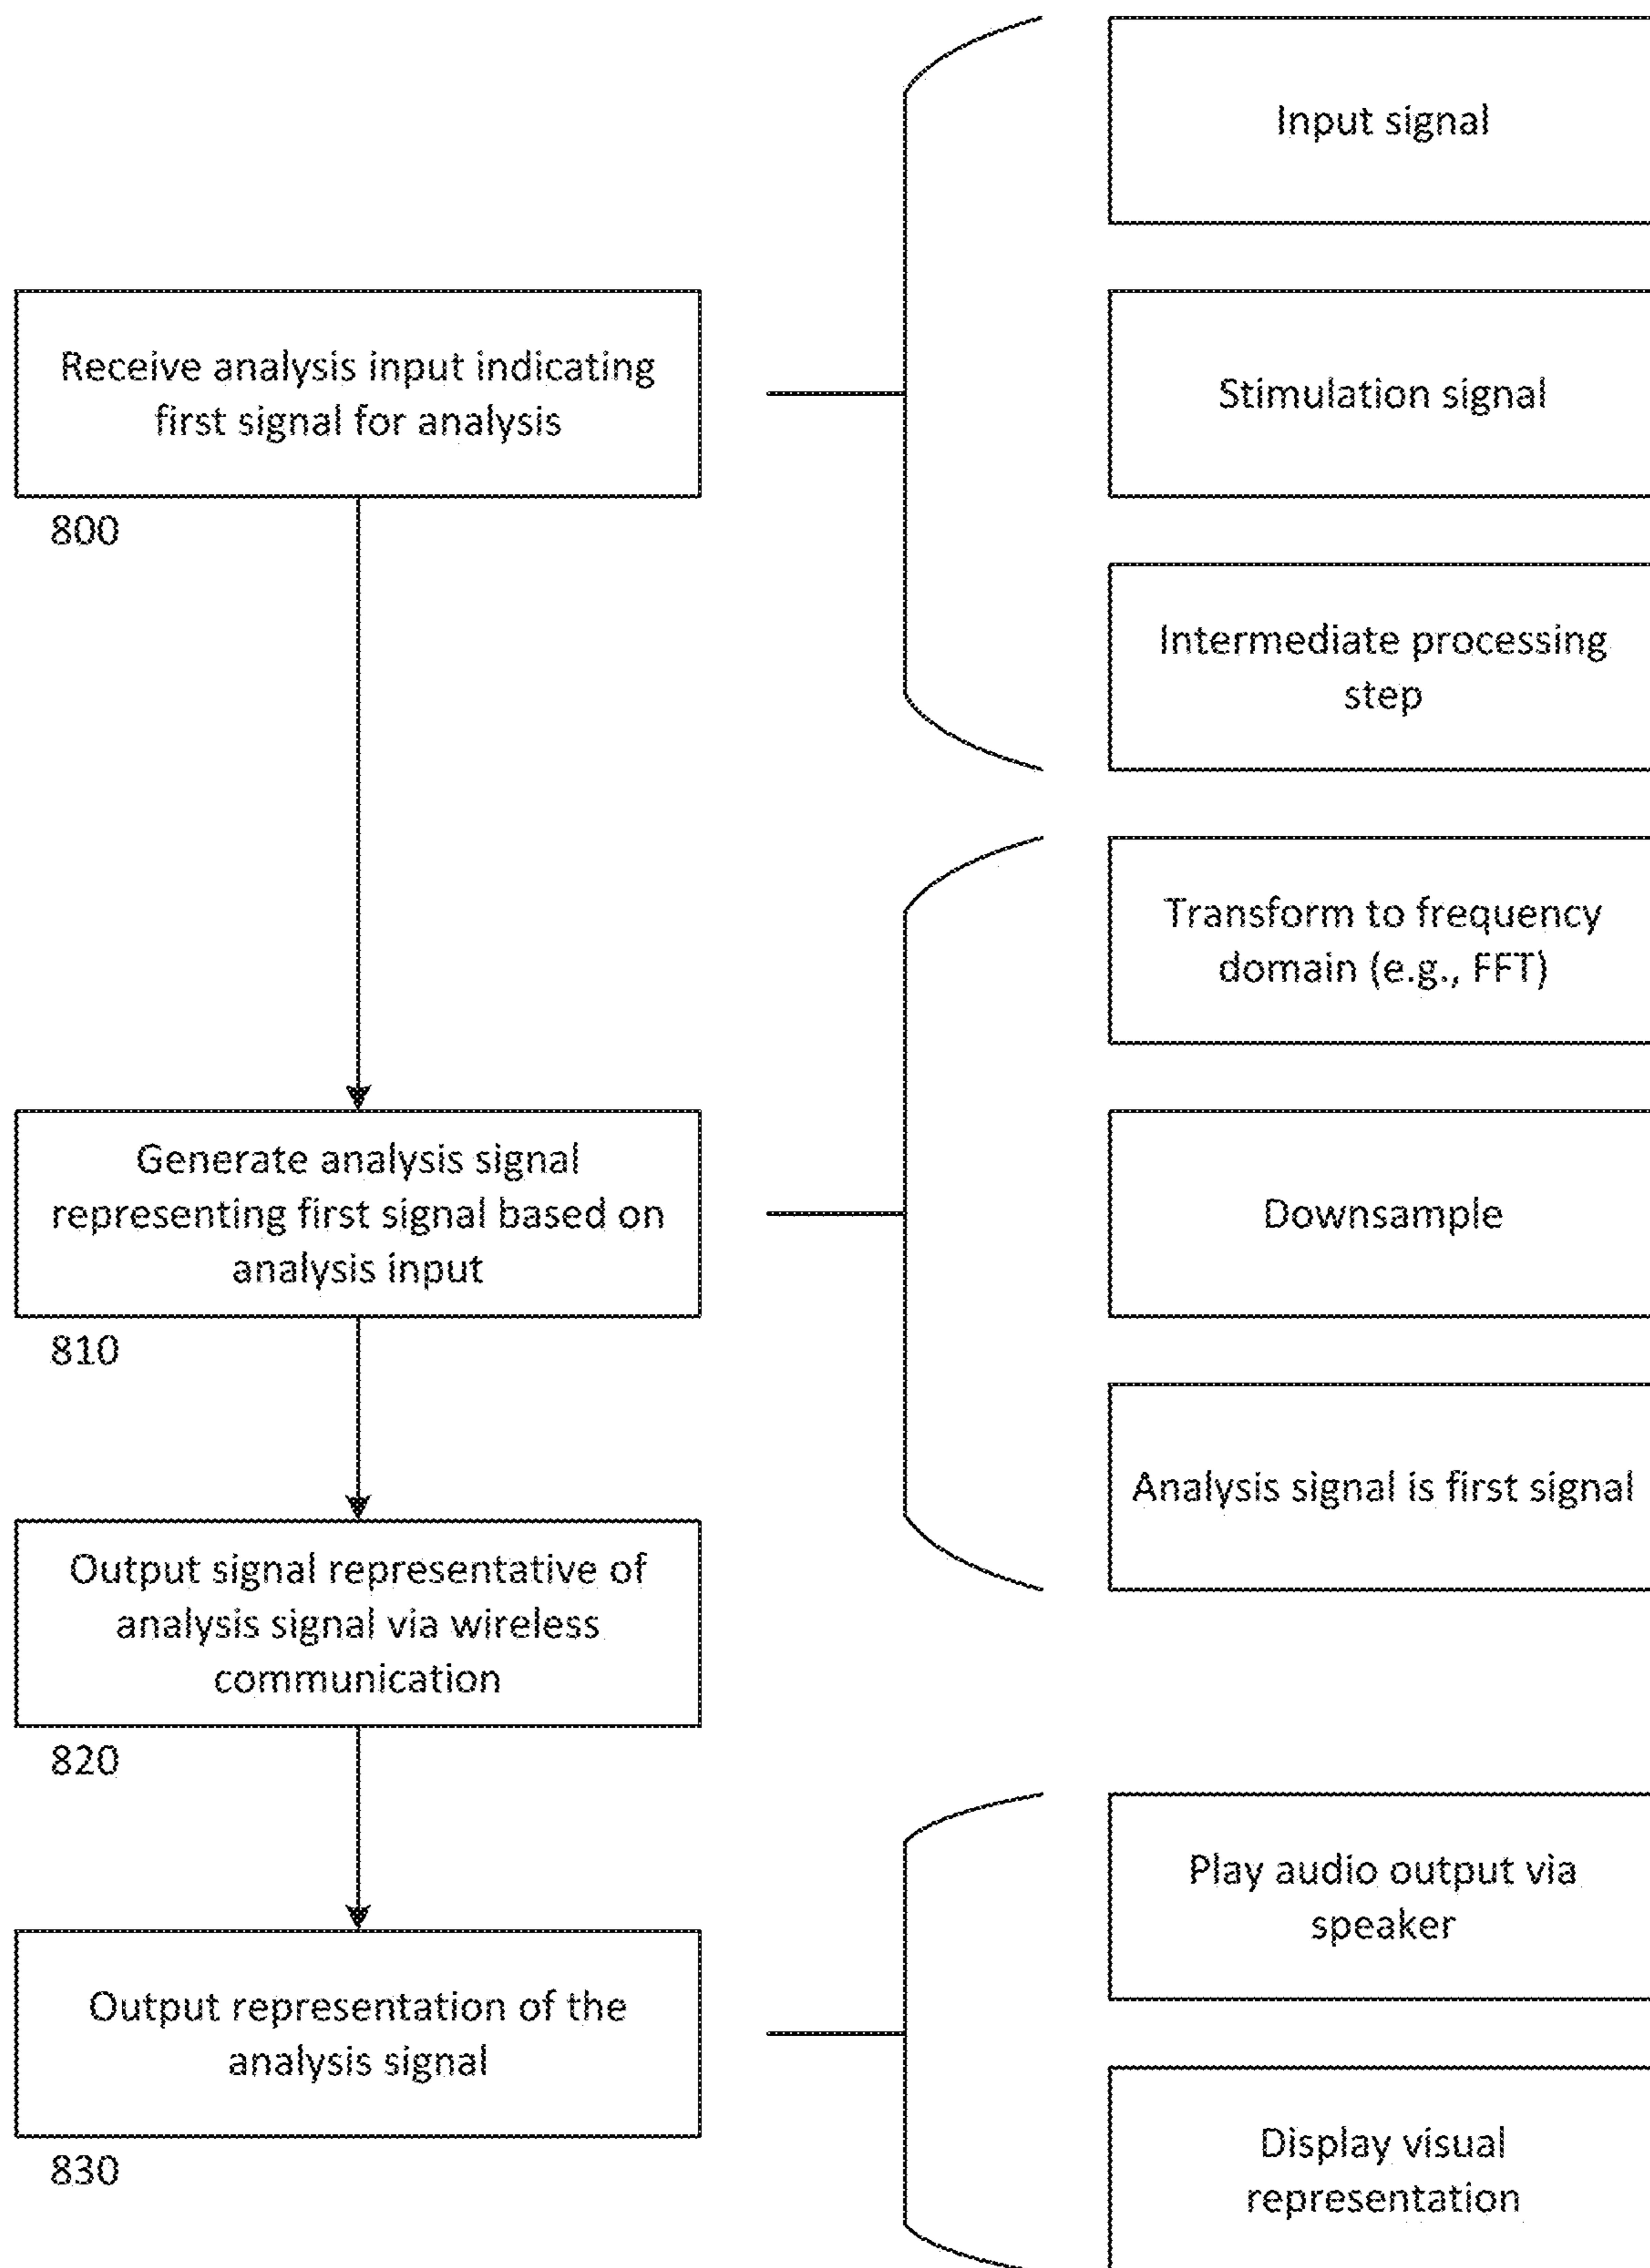 Input signal
Receive analysis input indicating
first signal for analysis
800
Stimulation signal
Intermediate processing
step
Transform to frequency
domain (e.g., FFT)
Generate analysis signal
representing first signal based on
analysis input
810
Downsample
Analysis signal is first signal
Output signal representative of
analysis signal via wireless
communication
820
Play audio output via
speaker
Output representation of the
analysis signal
830
Display visual
representation